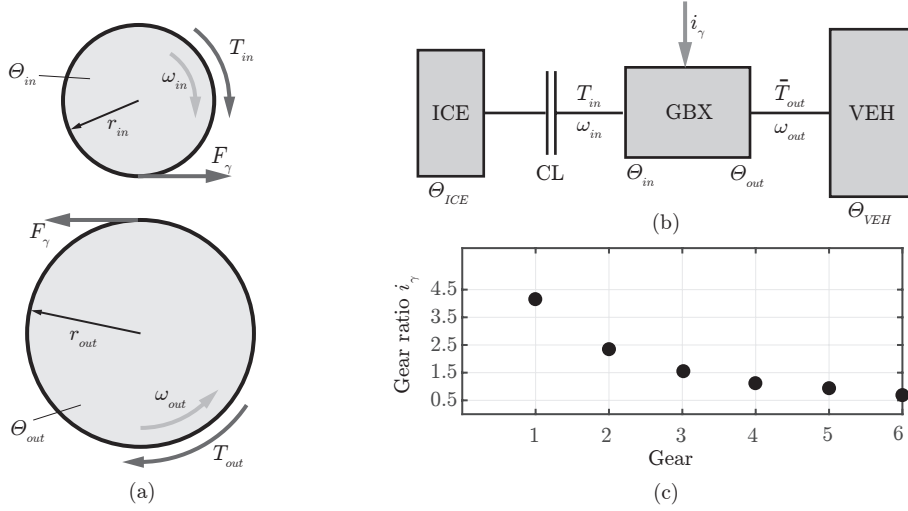 T_in
Θ_in
ω_in
r_in
F_γ
F_γ
r_out
ω_out
Θ_out
T_out
(a)
i_γ
ICE
T_in
ω_in
GBX
T̄_out
ω_out
VEH
CL
Θ_ICE
Θ_in
Θ_out
Θ_VEH
(b)
Gear ratio i_γ
4.5
3.5
2.5
1.5
0.5
1 2 3 4 5 6
Gear
(c)